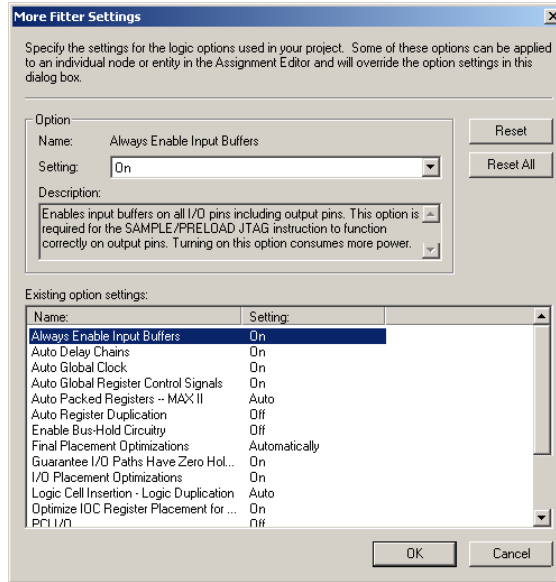 More Fitter Settings
Specify the settings for the logic options used in your project. Some of these options can be applied
to an individual node or entity in the Assignment Editor and will override the option settings in this
dialog box.
Option
Name: Always Enable Input Buffers
Setting: On
Reset
Reset All
Description:
Enables input buffers on all I/O pins including output pins. This option is
required for the SAMPLE/PRELOAD JTAG instruction to function
correctly on output pins. Turning on this option consumes more power.
Existing option settings:
Name: Setting:
Always Enable Input Buffers On
Auto Delay Chains On
Auto Global Clock On
Auto Global Register Control Signals On
Auto Packed Registers -- MAX II Auto
Auto Register Duplication Off
Enable Bus-Hold Circuitry Off
Final Placement Optimizations Automatically
Guarantee I/O Paths Have Zero Hol... On
I/O Placement Optimizations On
Logic Cell Insertion - Logic Duplication Auto
Optimize IOC Register Placement for ... On
PCI I/O Off
OK Cancel